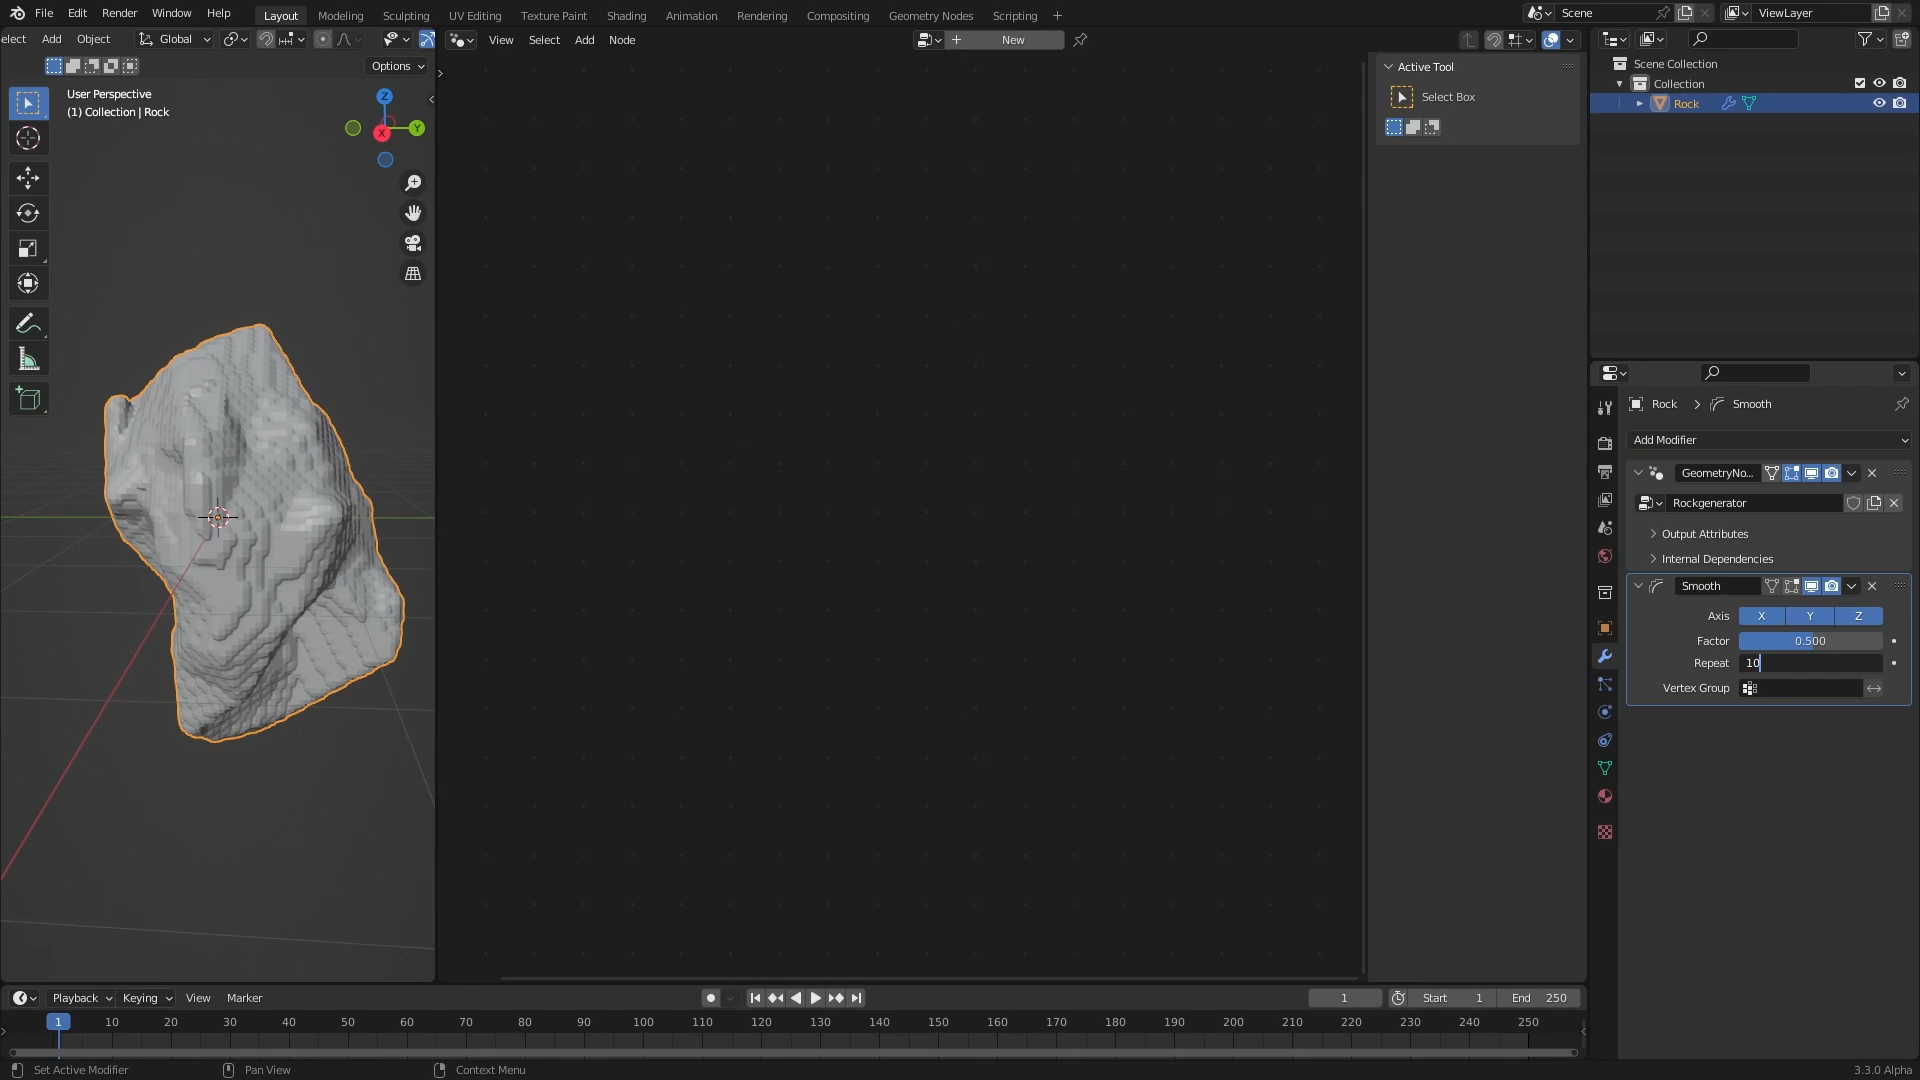 File Edit Render Window Help Layout Modeling Sculpting UV Editing Texture Paint Shading Animation Rendering Compositing Geometry Nodes Scripting + Scene ViewLayer
elect Add Object Global View Select Add Node + New
Options
User Perspective
(1) Collection | Rock
Z
Y
X
Active Tool
Select Box
Scene Collection
Collection
Rock
Rock > Smooth
Add Modifier
GeometryNo...
Rockgenerator
Output Attributes
Internal Dependencies
Smooth
Axis X Y Z
Factor 0.500
Repeat 10
Vertex Group
Playback Keying View Marker 1 Start 1 End 250
1 10 20 30 40 50 60 70 80 90 100 110 120 130 140 150 160 170 180 190 200 210 220 230 240 250
Set Active Modifier Pan View Context Menu 3.3.0 Alpha